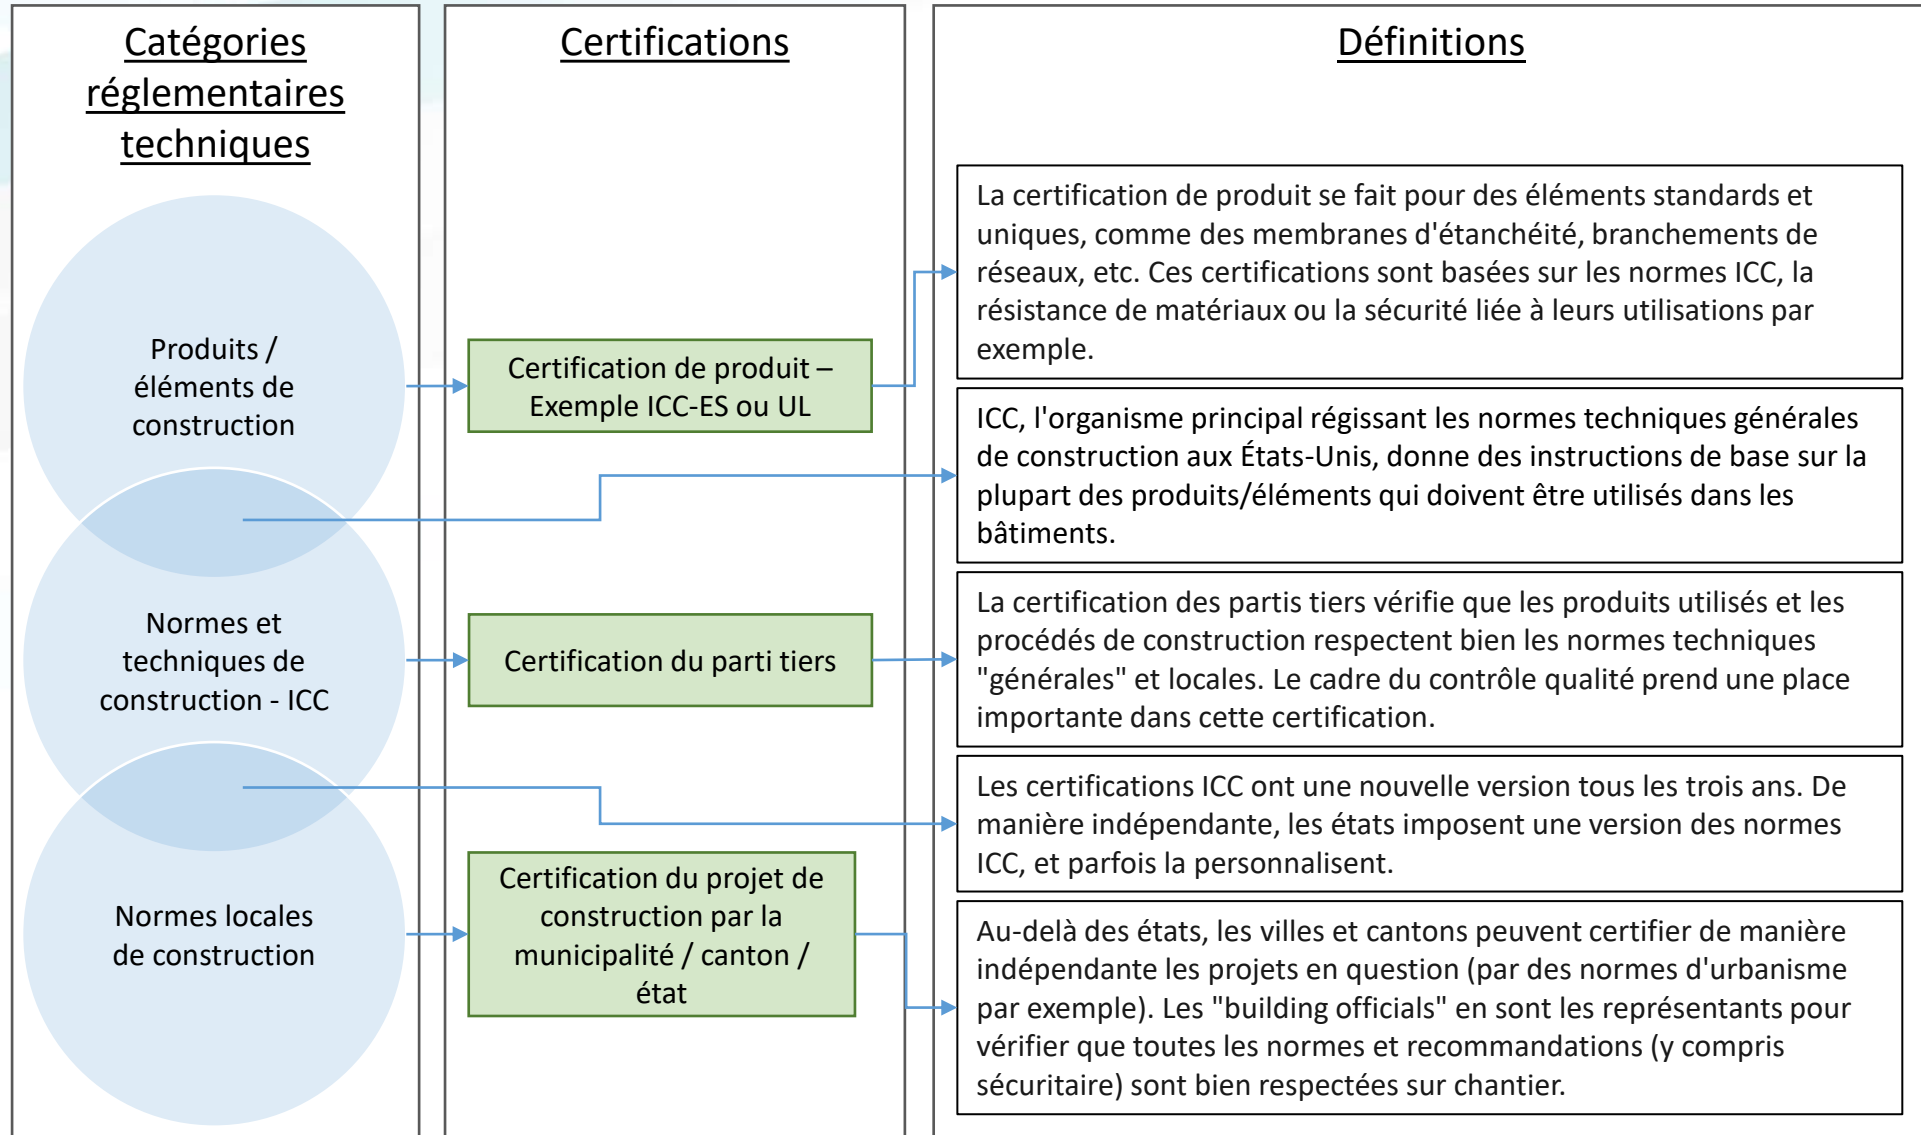 Catégories
réglementaires
techniques
Produits /
éléments de
construction
Normes et
techniques de
construction - ICC
Normes locales
de construction
Certifications
Certification de produit –
Exemple ICC-ES ou UL
Certification du parti tiers
Certification du projet de
construction par la
municipalité / canton /
état
Définitions
La certification de produit se fait pour des éléments standards et
uniques, comme des membranes d'étanchéité, branchements de
réseaux, etc. Ces certifications sont basées sur les normes ICC, la
résistance de matériaux ou la sécurité liée à leurs utilisations par
exemple.
ICC, l'organisme principal régissant les normes techniques générales
de construction aux États-Unis, donne des instructions de base sur la
plupart des produits/éléments qui doivent être utilisés dans les
bâtiments.
La certification des partis tiers vérifie que les produits utilisés et les
procédés de construction respectent bien les normes techniques
"générales" et locales. Le cadre du contrôle qualité prend une place
importante dans cette certification.
Les certifications ICC ont une nouvelle version tous les trois ans. De
manière indépendante, les états imposent une version des normes
ICC, et parfois la personnalisent.
Au-delà des états, les villes et cantons peuvent certifier de manière
indépendante les projets en question (par des normes d'urbanisme
par exemple). Les "building officials" en sont les représentants pour
vérifier que toutes les normes et recommandations (y compris
sécuritaire) sont bien respectées sur chantier.